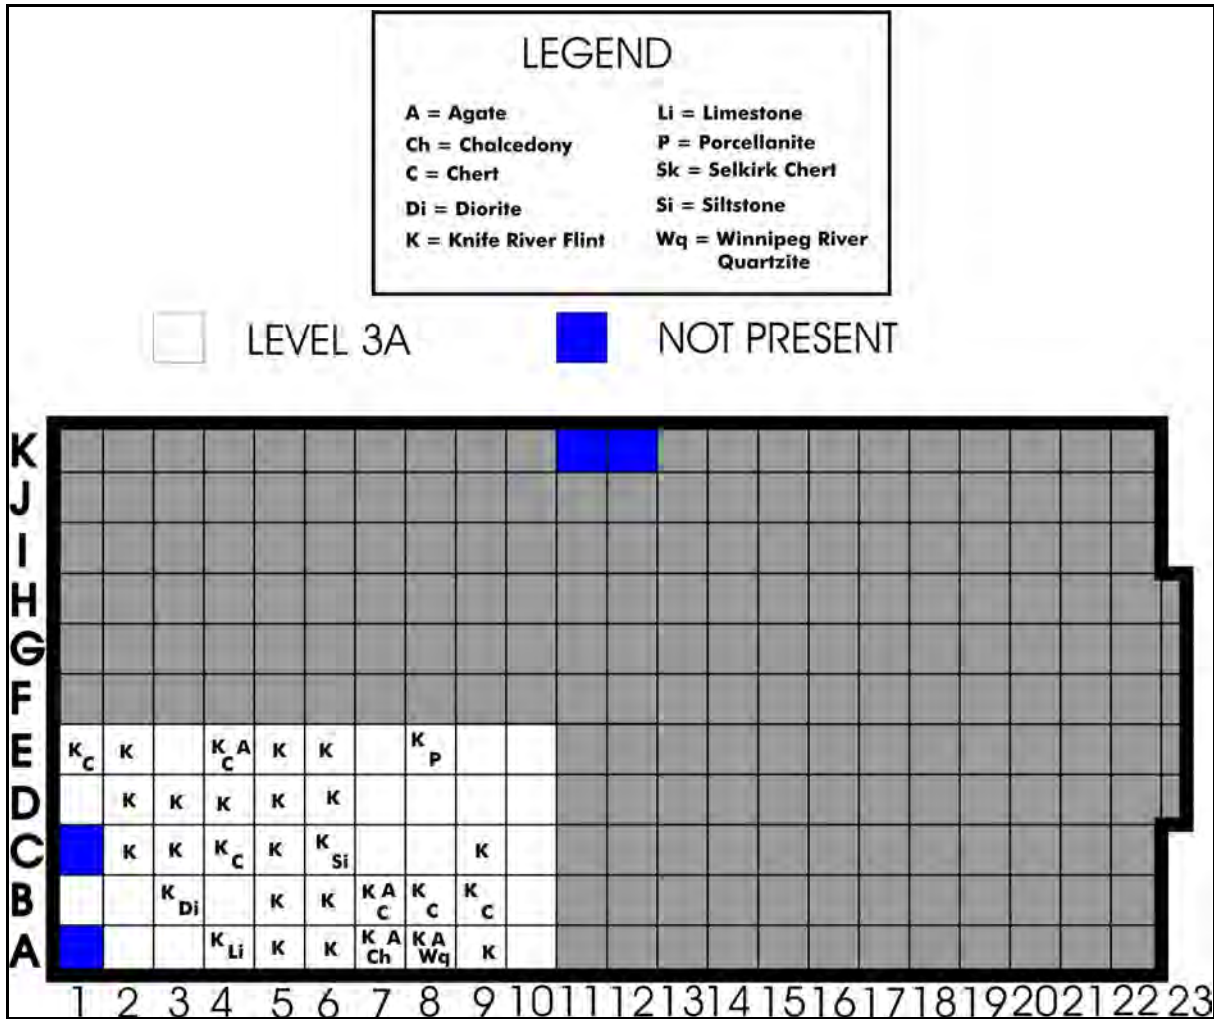 LEGEND
A = Agate
Ch = Chalcedony
C = Chert
Di = Diorite
K = Knife River Flint
Li = Limestone
P = Porcellanite
Sk = Selkirk Chert
Si = Siltstone
Wq = Winnipeg River
Quartzite
LEVEL 3A
NOT PRESENT
K
J
I
H
G
F
E K C K K C A K K K P
D K K K K K
C K K K C K K Si K
B K Di K K K A C K C K C
A K Li K K K A Ch K A Wq K
1 2 3 4 5 6 7 8 9 10 11 12 13 14 15 16 17 18 19 20 21 22 23